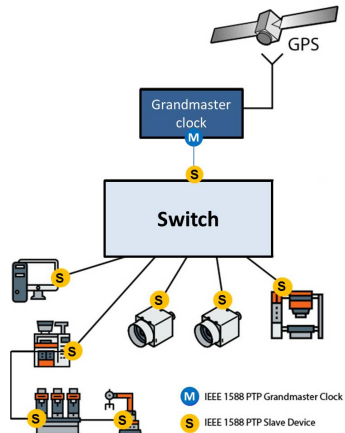 GPS
Grandmaster
clock
M
S
Switch
S
S
S
S
S
S
S
M IEEE 1588 PTP Grandmaster Clock
S IEEE 1588 PTP Slave Device